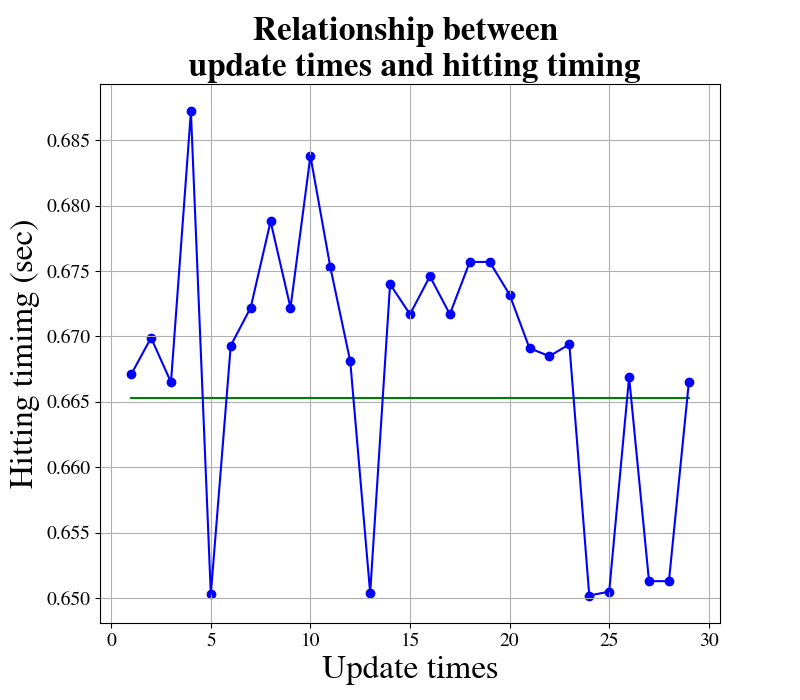 Relationship between
update times and hitting timing
Hitting timimg (sec)
0.685
0.680
0.675
0.670
0.665
0.660
0.655
0.650
0 5 10 15 20 25 30
Update times